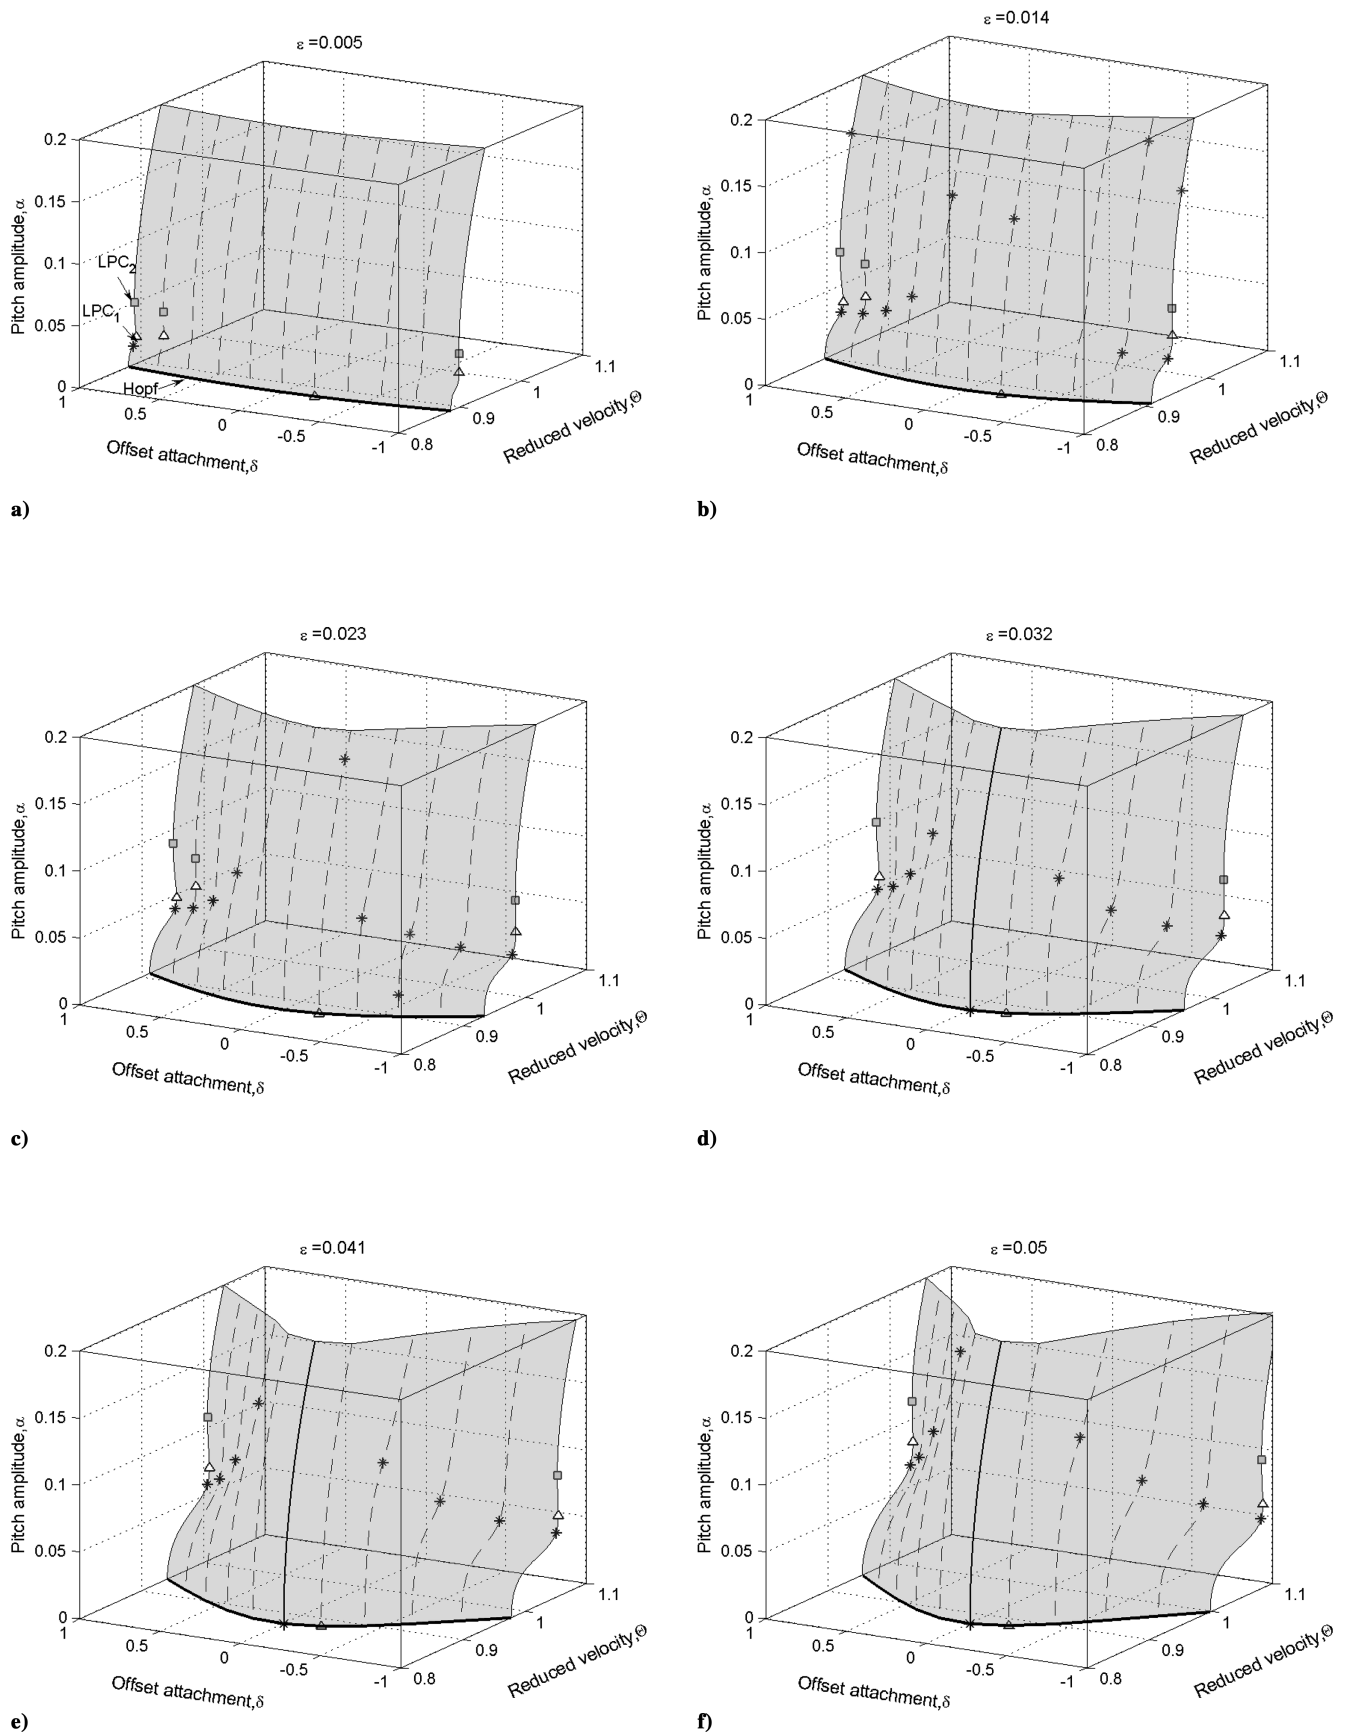 ε =0.005
0.2
0.15
0.1
0.05
0
Pitch amplitude,α
LPC2
LPC1
Hopf
1
0.5
0
-0.5
-1
Offset attachment,δ
0.8
0.9
1
1.1
Reduced velocity,Θ
a)
ε =0.014
0.2
0.15
0.1
0.05
0
Pitch amplitude,α
1
0.5
0
-0.5
-1
Offset attachment,δ
0.8
0.9
1
1.1
Reduced velocity,Θ
b)
ε =0.023
0.2
0.15
0.1
0.05
0
Pitch amplitude,α
1
0.5
0
-0.5
-1
Offset attachment,δ
0.8
0.9
1
1.1
Reduced velocity,Θ
c)
ε =0.032
0.2
0.15
0.1
0.05
0
Pitch amplitude,α
1
0.5
0
-0.5
-1
Offset attachment,δ
0.8
0.9
1
1.1
Reduced velocity,Θ
d)
ε =0.041
0.2
0.15
0.1
0.05
0
Pitch amplitude,α
1
0.5
0
-0.5
-1
Offset attachment,δ
0.8
0.9
1
1.1
Reduced velocity,Θ
e)
ε =0.05
0.2
0.15
0.1
0.05
0
Pitch amplitude,α
1
0.5
0
-0.5
-1
Offset attachment,δ
0.8
0.9
1
1.1
Reduced velocity,Θ
f)